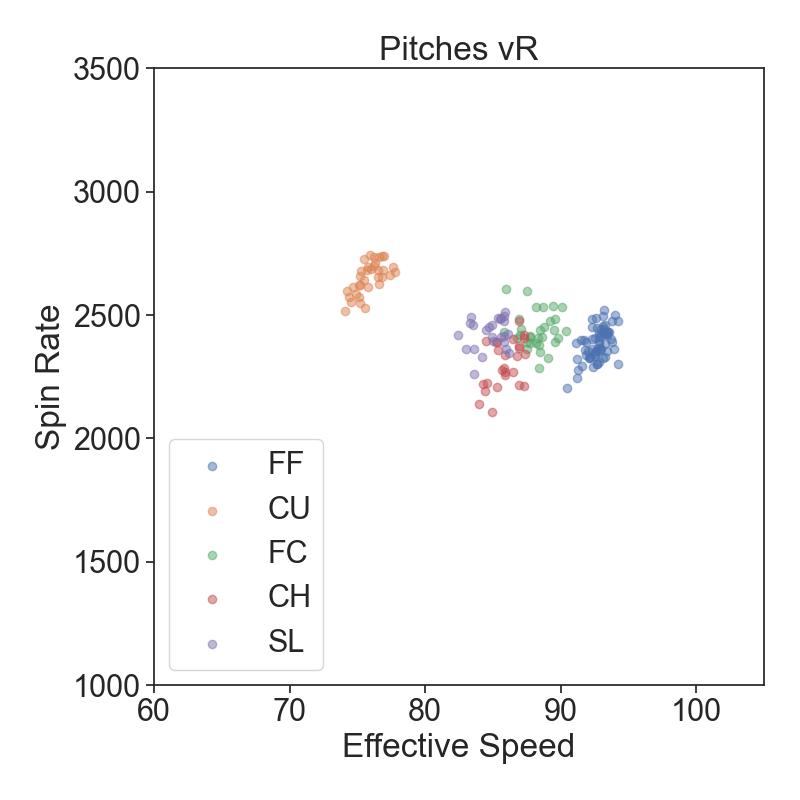 Pitches vR
3500
3000
2500
2000
1500
1000
Spin Rate
FF
CU
FC
CH
SL
60 70 80 90 100
Effective Speed